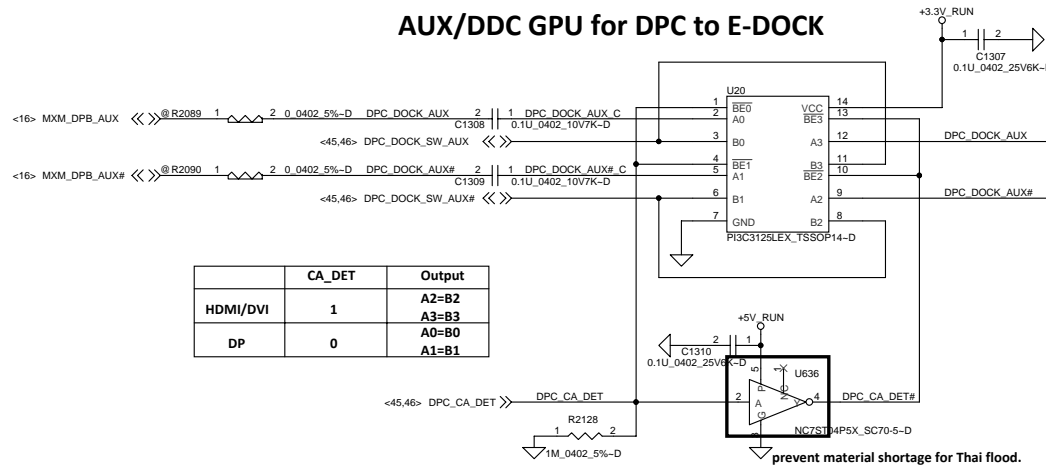 AUX/DDC GPU for DPC to E-DOCK
+3.3V_RUN
1 2
C1307
0.1U_0402_25V6K~D
U20
1 BE0 VCC 14
2 A0 BE3 13
3 B0 A3 12
4 BE1 B3 11
5 A1 BE2 10
6 B1 A2 9
7 GND B2 8
PI3C3125LEX_TSSOP14~D
<16> MXM_DPB_AUX @ R2089 1 2 0_0402_5%~D DPC_DOCK_AUX 2 1 DPC_DOCK_AUX_C
C1308 0.1U_0402_10V7K~D
<45,46> DPC_DOCK_SW_AUX
DPC_DOCK_AUX
<16> MXM_DPB_AUX# @ R2090 1 2 0_0402_5%~D DPC_DOCK_AUX# 2 1 DPC_DOCK_AUX#_C
C1309 0.1U_0402_10V7K~D
<45,46> DPC_DOCK_SW_AUX#
DPC_DOCK_AUX#
CA_DET Output
HDMI/DVI 1 A2=B2
A3=B3
DP 0 A0=B0
A1=B1
+5V_RUN
2 1
C1310
0.1U_0402_25V6K~D
U636
5 P NC 1
<45,46> DPC_CA_DET DPC_CA_DET 2 A Y 4 DPC_CA_DET#
G 3
NC7ST04P5X_SC70-5~D
R2128
1 2
1M_0402_5%~D
prevent material shortage for Thai flood.